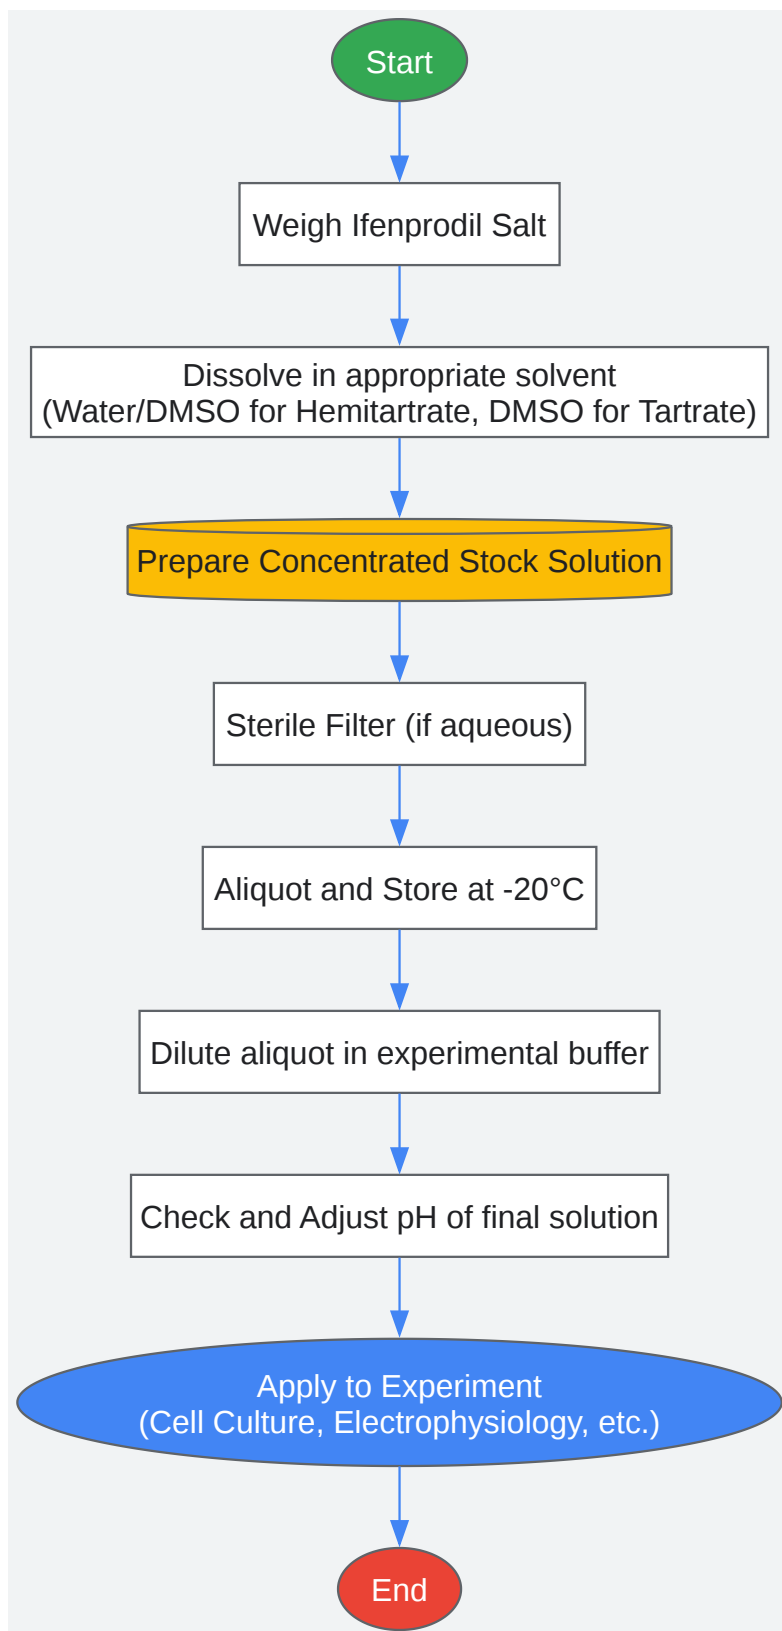 Start
Weigh Ifenprodil Salt
Dissolve in appropriate solvent
(Water/DMSO for Hemitartrate, DMSO for Tartrate)
Prepare Concentrated Stock Solution
Sterile Filter (if aqueous)
Aliquot and Store at -20°C
Dilute aliquot in experimental buffer
Check and Adjust pH of final solution
Apply to Experiment
(Cell Culture, Electrophysiology, etc.)
End